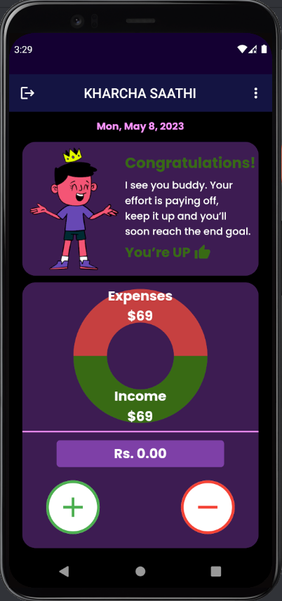 3:29
KHARCHA SAATHI
Mon, May 8, 2023
Congratulations!
I see you buddy. Your
effort is paying off,
keep it up and you'll
soon reach the end goal.
You're UP
Expenses
$69
Income
$69
Rs. 0.00